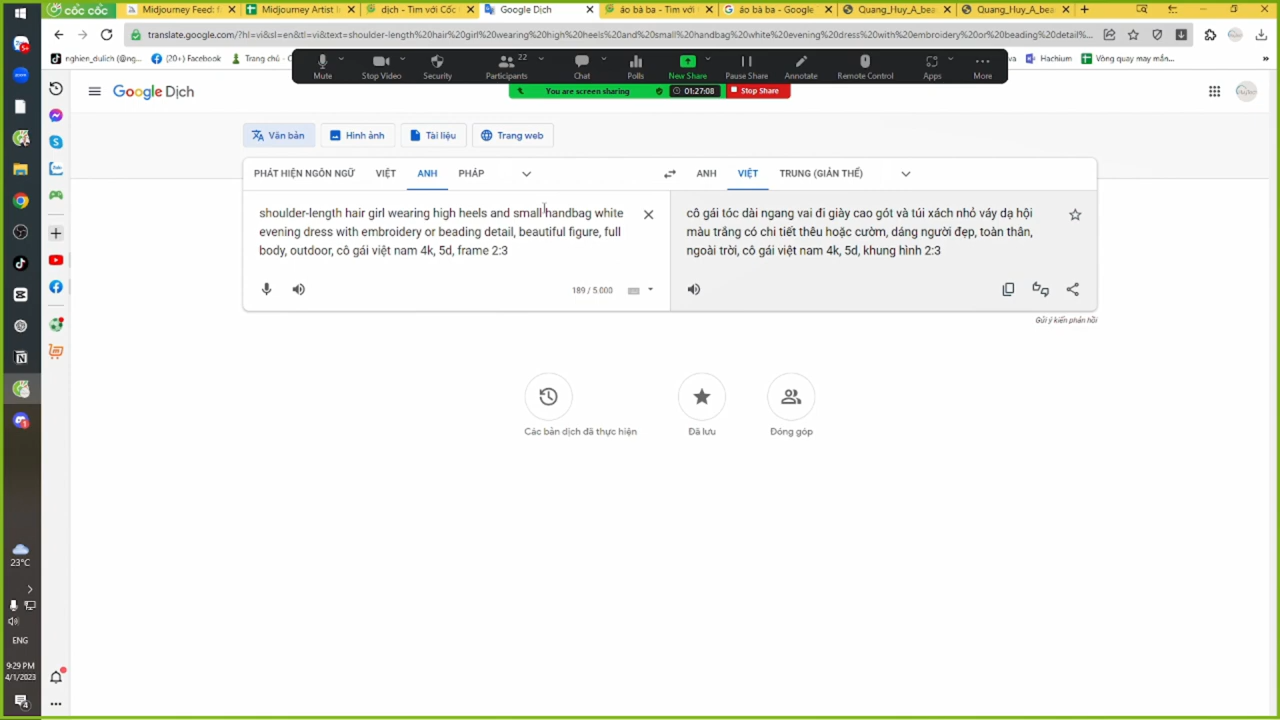 cốc cốc
Midjourney Feed: f
Midjourney Artist
dịch - Tìm với Cốc
Google Dịch
áo bà ba - Tìm với
áo bà ba - Google
Quang_Huy_A_bea
Quang_Huy_A_bea
translate.google.com/?hl=vi&sl=en&tl=vi&text=shoulder-length%20hair%20girl%20wearing%20high%20heels%20and%20small%20handbag%20white%20evening%20dress%20with%20embroidery%20or%20beading%20detail%...
nghien_dulich (@ng...
(20+) Facebook
Trang chủ
Hachium
Vòng quay may mắn...
Mute
Stop Video
Security
22
Participants
Chat
Polls
New Share
Pause Share
Annotate
Remote Control
Apps
More
You are screen sharing
01:27:08
Stop Share
Google Dịch
Văn bản
Hình ảnh
Tài liệu
Trang web
PHÁT HIỆN NGÔN NGỮ
VIỆT
ANH
PHÁP
ANH
VIỆT
TRUNG (GIẢN THỂ)
shoulder-length hair girl wearing high heels and small handbag white
evening dress with embroidery or beading detail, beautiful figure, full
body, outdoor, cô gái việt nam 4k, 5d, frame 2:3
189 / 5.000
cô gái tóc dài ngang vai đi giày cao gót và túi xách nhỏ váy dạ hội
màu trắng có chi tiết thêu hoặc cườm, dáng người đẹp, toàn thân,
ngoài trời, cô gái việt nam 4k, 5d, khung hình 2:3
Gửi ý kiến phản hồi
Các bản dịch đã thực hiện
Đã lưu
Đóng góp
23°C
ENG
9:29 PM
4/1/2023